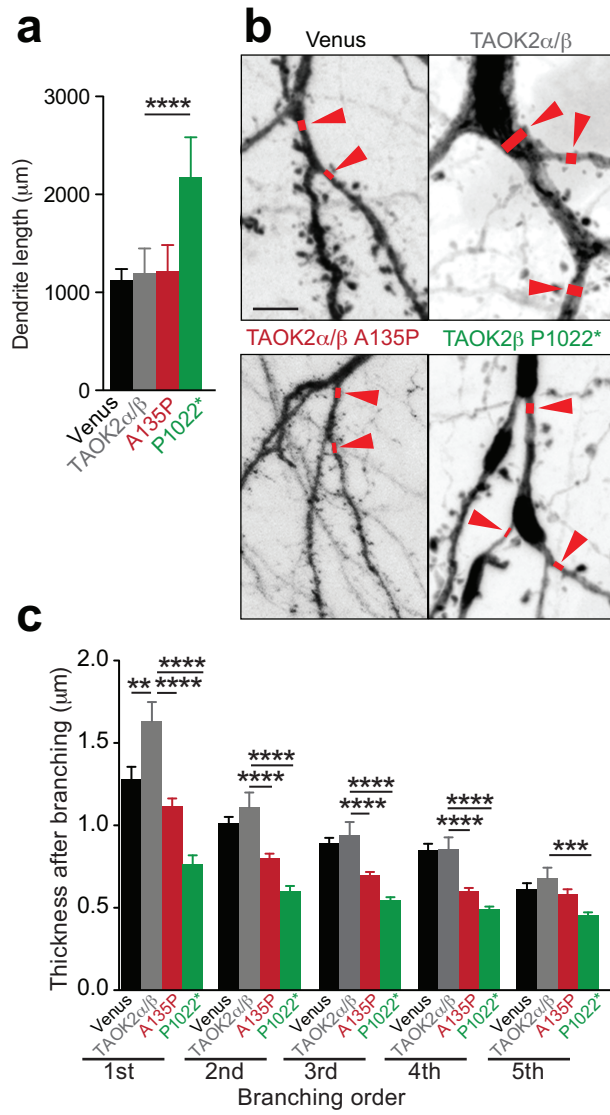 a
Dendrite length (μm)
3000
2000
1000
0
****
Venus
TAOK2α/β
A135P
P1022*
b
Venus
TAOK2α/β
TAOK2α/β A135P
TAOK2β P1022*
c
Thickness after branching (μm)
2.0
1.5
1.0
0.5
0.0
**
****
****
****
****
****
****
****
****
***
Venus
TAOK2α/β
A135P
P1022*
Venus
TAOK2α/β
A135P
P1022*
Venus
TAOK2α/β
A135P
P1022*
Venus
TAOK2α/β
A135P
P1022*
Venus
TAOK2α/β
A135P
P1022*
1st
2nd
3rd
4th
5th
Branching order